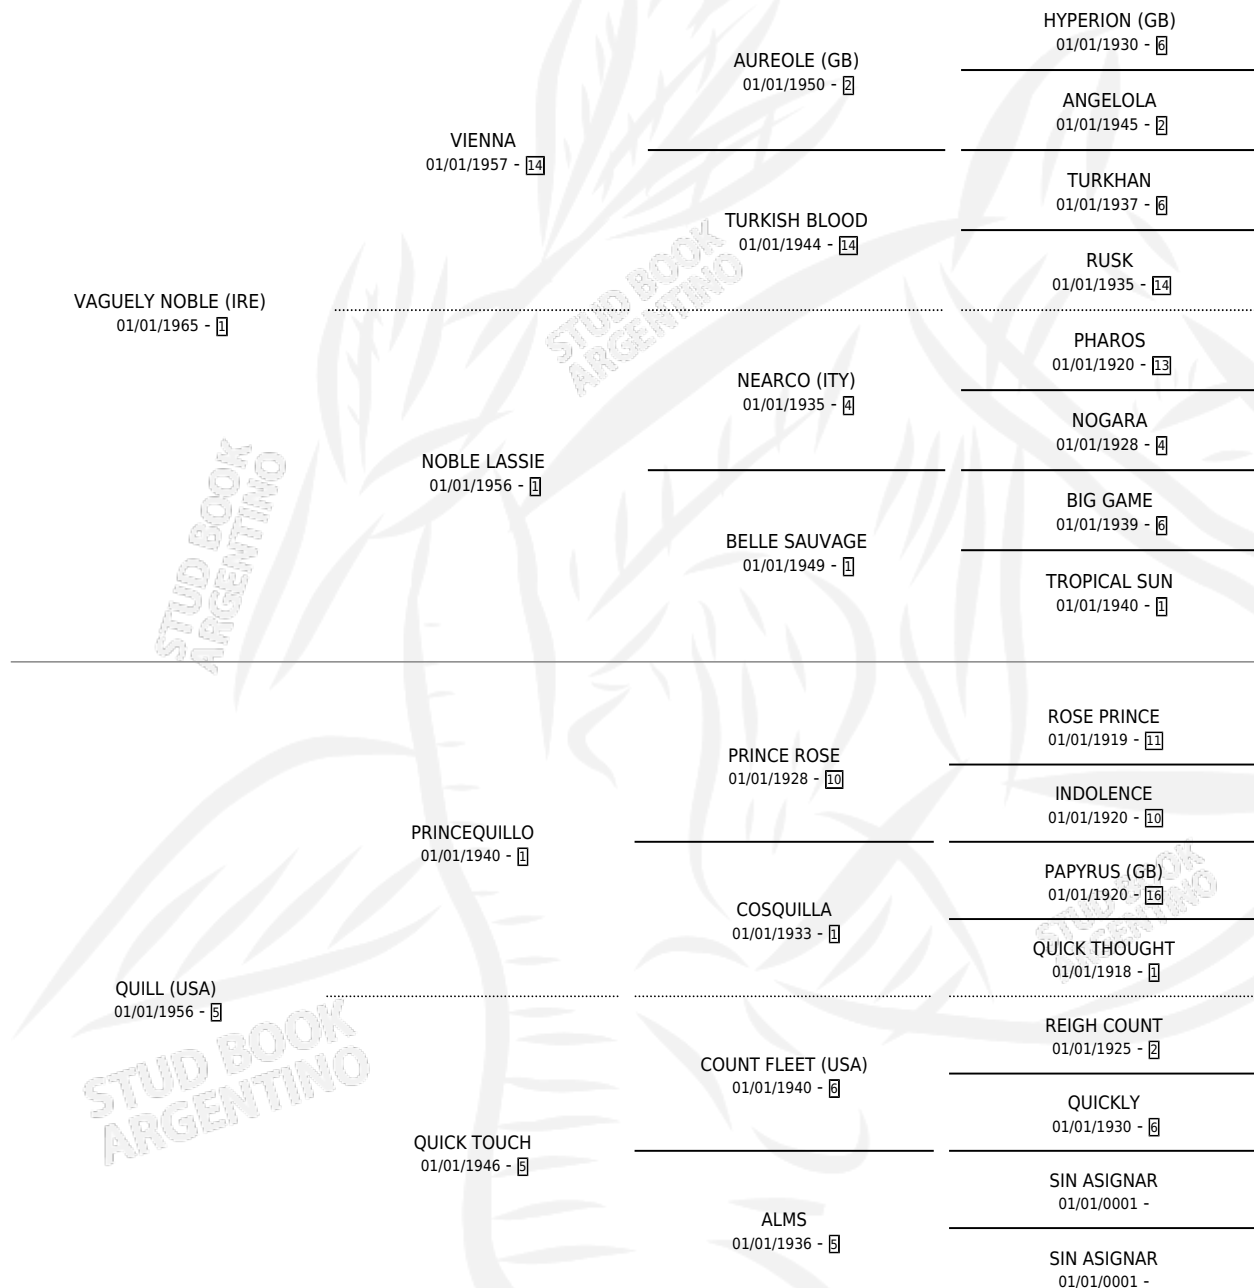 HYPERION (GB)
01/01/1930 - 6
AUREOLE (GB)
01/01/1950 - 2
ANGELOLA
01/01/1945 - 2
VIENNA
01/01/1957 - 14
TURKHAN
01/01/1937 - 6
TURKISH BLOOD
01/01/1944 - 14
RUSK
01/01/1935 - 14
VAGUELY NOBLE (IRE)
01/01/1965 - 1
PHAROS
01/01/1920 - 13
NEARCO (ITY)
01/01/1935 - 4
NOGARA
01/01/1928 - 4
NOBLE LASSIE
01/01/1956 - 1
BIG GAME
01/01/1939 - 6
BELLE SAUVAGE
01/01/1949 - 1
TROPICAL SUN
01/01/1940 - 1
ROSE PRINCE
01/01/1919 - 11
PRINCE ROSE
01/01/1928 - 10
INDOLENCE
01/01/1920 - 10
PRINCEQUILLO
01/01/1940 - 1
PAPYRUS (GB)
01/01/1920 - 16
COSQUILLA
01/01/1933 - 1
QUICK THOUGHT
01/01/1918 - 1
QUILL (USA)
01/01/1956 - 5
REIGH COUNT
01/01/1925 - 2
COUNT FLEET (USA)
01/01/1940 - 6
QUICKLY
01/01/1930 - 6
QUICK TOUCH
01/01/1946 - 5
SIN ASIGNAR
01/01/0001 -
ALMS
01/01/1936 - 5
SIN ASIGNAR
01/01/0001 -
STUD BOOK
ARGENTINO
STUD BOOK
ARGENTINO
STUD BOOK
ARGENTINO
STUD BOOK
ARGENTINO